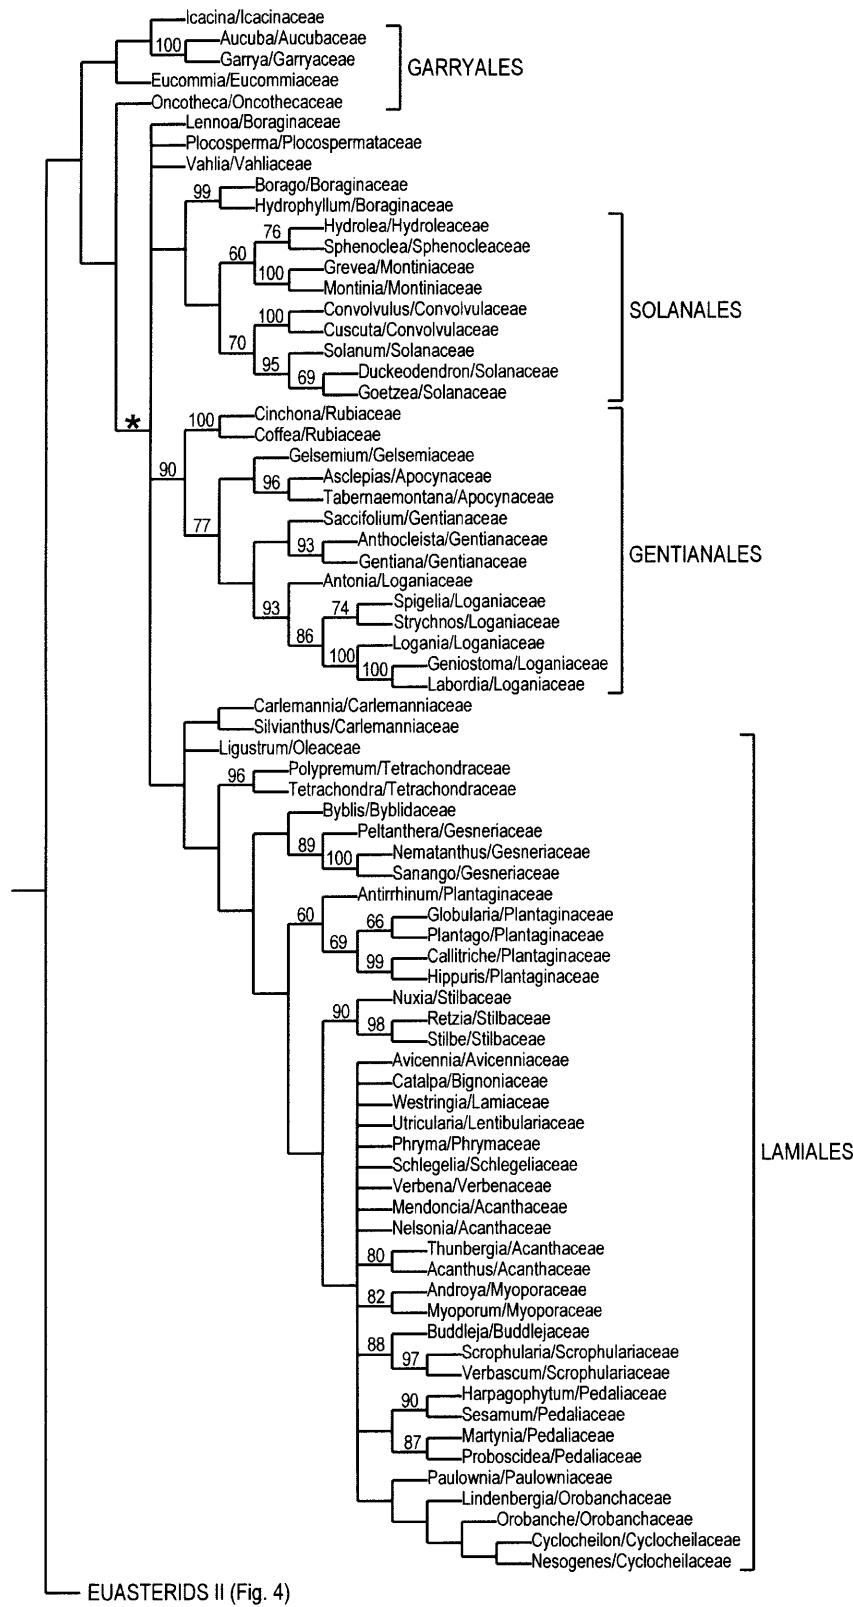 Icacina/Icacinaceae
100
Aucuba/Aucubaceae
Garrya/Garryaceae
GARRYALES
Eucommia/Eucommiaceae
Oncotheca/Oncothecaceae
Lennoa/Boraginaceae
Plocosperma/Plocospermataceae
Vahlia/Vahliaceae
99
Borago/Boraginaceae
Hydrophyllum/Boraginaceae
76
Hydrolea/Hydroleaceae
Sphenoclea/Sphenocleaceae
60
100
Grevea/Montiniaceae
Montinia/Montiniaceae
SOLANALES
100
Convolvulus/Convolvulaceae
Cuscuta/Convolvulaceae
70
95
Solanum/Solanaceae
69
Duckeodendron/Solanaceae
Goetzea/Solanaceae
*
100
Cinchona/Rubiaceae
Coffea/Rubiaceae
90
Gelsemium/Gelsemiaceae
96
Asclepias/Apocynaceae
Tabernaemontana/Apocynaceae
77
Saccifolium/Gentianaceae
93
Anthocleista/Gentianaceae
Gentiana/Gentianaceae
GENTIANALES
Antonia/Loganiaceae
93
74
Spigelia/Loganiaceae
Strychnos/Loganiaceae
86
Logania/Loganiaceae
100
100
Geniostoma/Loganiaceae
Labordia/Loganiaceae
Carlemannia/Carlemanniaceae
Silvianthus/Carlemanniaceae
Ligustrum/Oleaceae
96
Polypremum/Tetrachondraceae
Tetrachondra/Tetrachondraceae
Byblis/Byblidaceae
Peltanthera/Gesneriaceae
89
100
Nematanthus/Gesneriaceae
Sanango/Gesneriaceae
Antirrhinum/Plantaginaceae
60
66
Globularia/Plantaginaceae
Plantago/Plantaginaceae
69
99
Callitriche/Plantaginaceae
Hippuris/Plantaginaceae
Nuxia/Stilbaceae
90
98
Retzia/Stilbaceae
Stilbe/Stilbaceae
Avicennia/Avicenniaceae
Catalpa/Bignoniaceae
Westringia/Lamiaceae
Utricularia/Lentibulariaceae
Phryma/Phrymaceae
LAMIALES
Schlegelia/Schlegeliaceae
Verbena/Verbenaceae
Mendoncia/Acanthaceae
Nelsonia/Acanthaceae
80
Thunbergia/Acanthaceae
Acanthus/Acanthaceae
82
Androya/Myoporaceae
Myoporum/Myoporaceae
Buddleja/Buddlejaceae
88
97
Scrophularia/Scrophulariaceae
Verbascum/Scrophulariaceae
90
Harpagophytum/Pedaliaceae
Sesamum/Pedaliaceae
87
Martynia/Pedaliaceae
Proboscidea/Pedaliaceae
Paulownia/Paulowniaceae
Lindenbergia/Orobanchaceae
Orobanche/Orobanchaceae
Cyclocheilon/Cyclocheilaceae
Nesogenes/Cyclocheilaceae
EUASTERIDS II (Fig. 4)